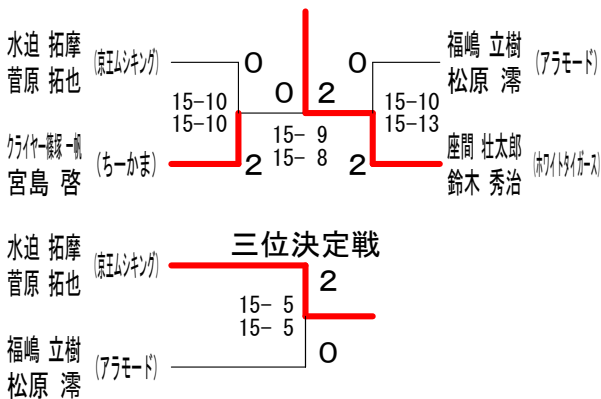 水迫 拓摩
菅原 拓也
(京王ムシキング)
0
15-10
15-10
クライヤー篠塚 一帆
宮島 啓
(ちーかま)
2
0 2
15- 9
15- 8
福嶋 立樹
松原 澪
(アラモード)
0
15-10
15-13
座間 壮太郎
鈴木 秀治
(ホワイトタイガース)
2
三位決定戦
水迫 拓摩
菅原 拓也
(京王ムシキング)
2
15- 5
15- 5
福嶋 立樹
松原 澪
(アラモード)
0